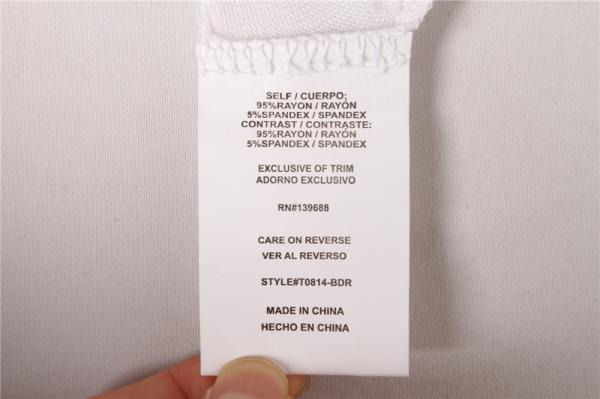 SELF / CUERPO;
95%RAYON / RAYÓN
5%SPANDEX / SPANDEX
CONTRAST / CONTRASTE:
95%RAYON / RAYÓN
5%SPANDEX / SPANDEX
EXCLUSIVE OF TRIM
ADORNO EXCLUSIVO
RN#139688
CARE ON REVERSE
VER AL REVERSO
STYLE#T0814-BDR
MADE IN CHINA
HECHO EN CHINA